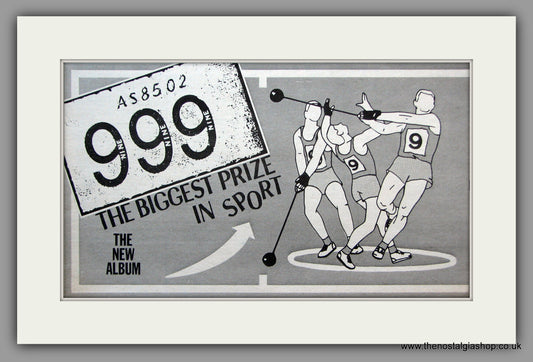 AS8502
999
NINE NINE NINE
THE BIGGEST PRIZE
IN SPORT
THE
NEW
ALBUM
9
9
www.thenostalgiashop.co.uk